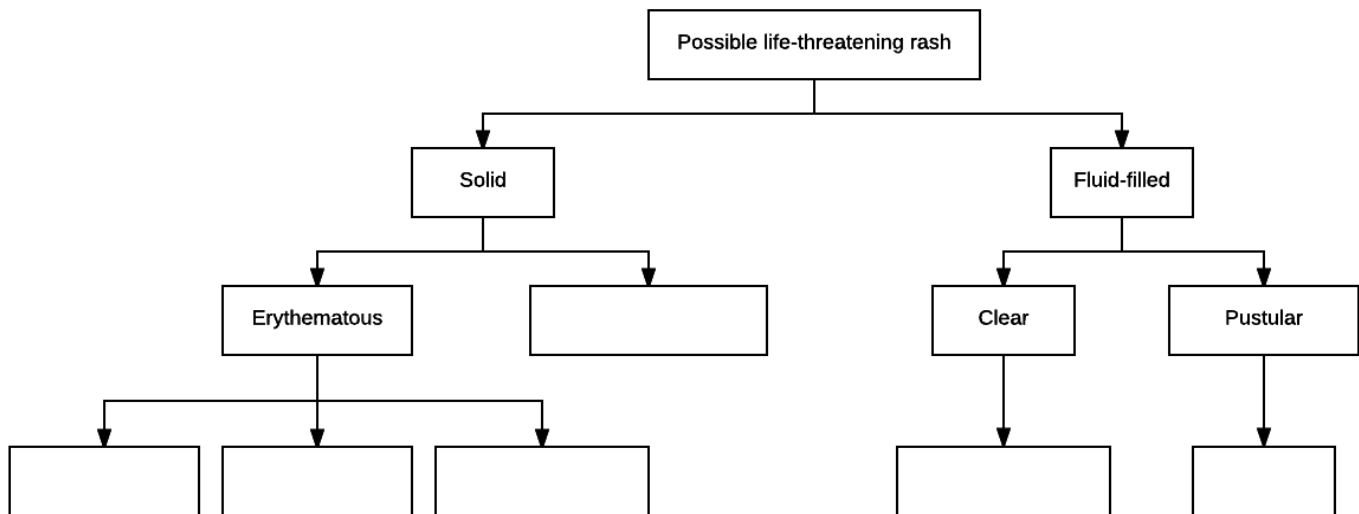 Possible life-threatening rash
Solid
Fluid-filled
Erythematous
Clear
Pustular